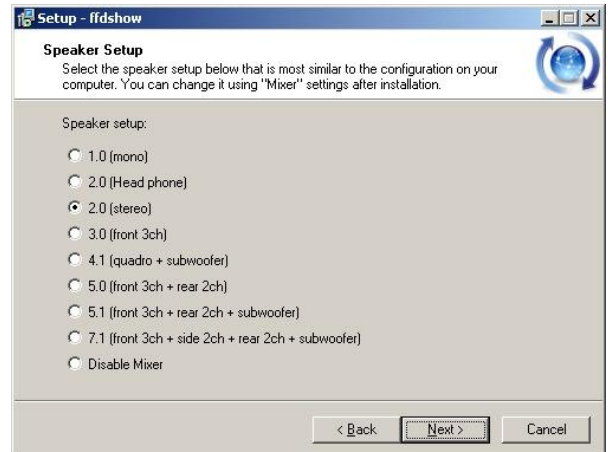 Setup - ffdshow
Speaker Setup
Select the speaker setup below that is most similar to the configuration on your
computer. You can change it using "Mixer" settings after installation.
Speaker setup:
1.0 (mono)
2.0 (Head phone)
2.0 (stereo)
3.0 (front 3ch)
4.1 (quadro + subwoofer)
5.0 (front 3ch + rear 2ch)
5.1 (front 3ch + rear 2ch + subwoofer)
7.1 (front 3ch + side 2ch + rear 2ch + subwoofer)
Disable Mixer
< Back Next > Cancel